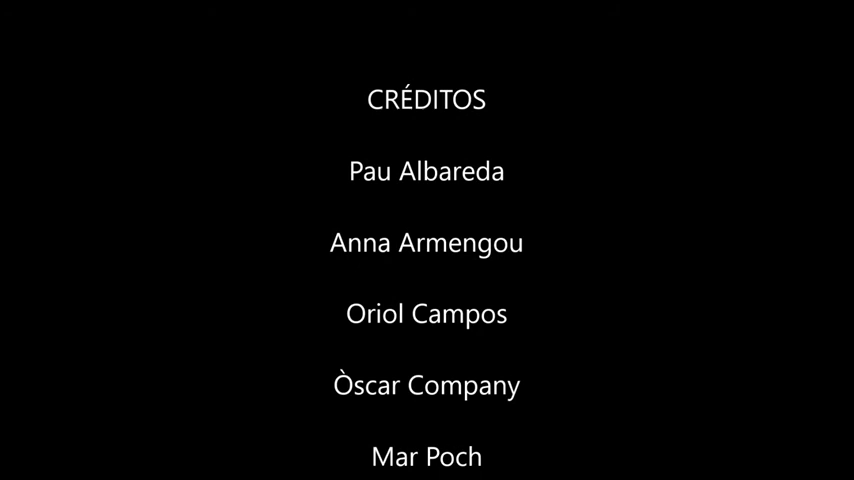 CRÉDITOS
Pau Albareda
Anna Armengou
Oriol Campos
Òscar Company
Mar Poch